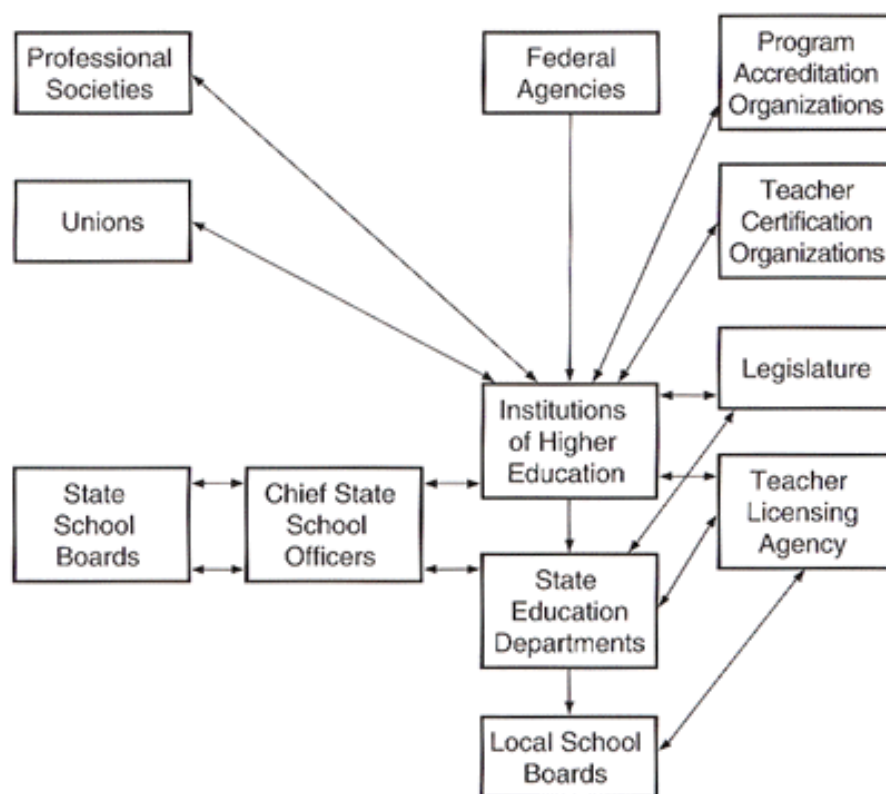 Professional
Societies
Federal
Agencies
Program
Accreditation
Organizations
Unions
Teacher
Certification
Organizations
Legislature
Institutions
of Higher
Education
State
School
Boards
Chief State
School
Officers
Teacher
Licensing
Agency
State
Education
Departments
Local School
Boards